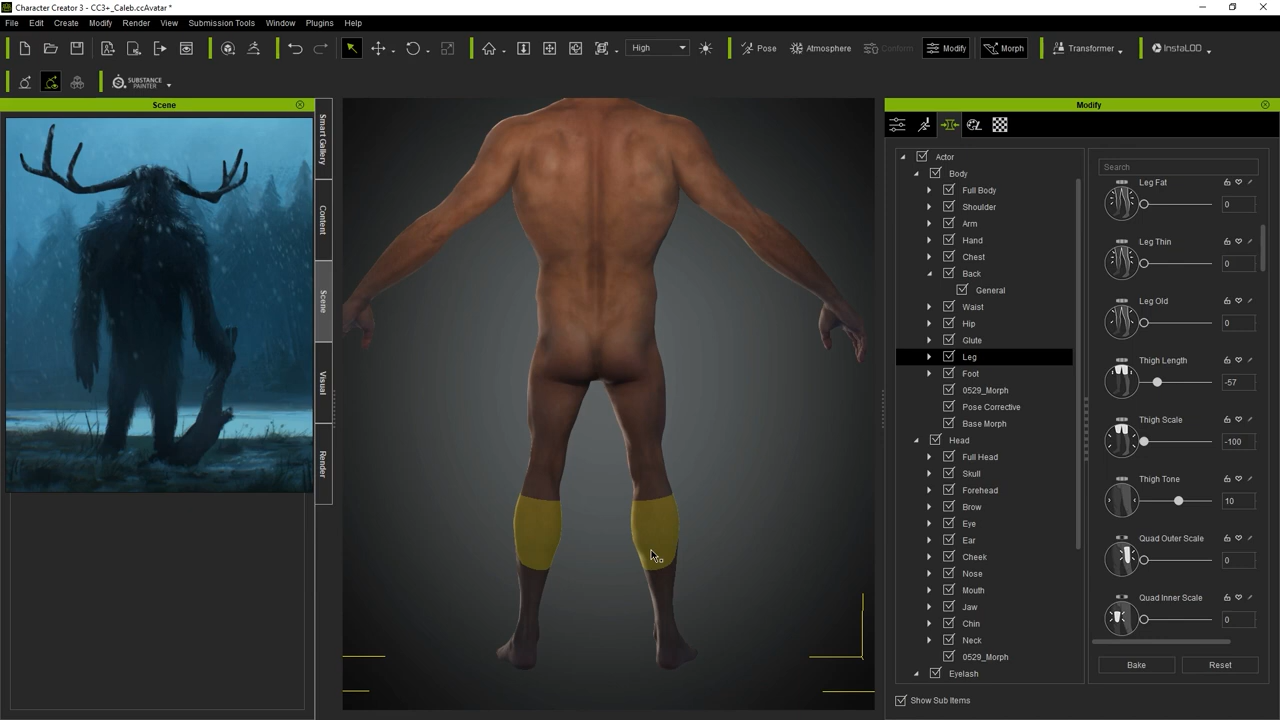 Character Creator 3 - CC3+_Caleb.ccAvatar *
File Edit Create Modify Render View Submission Tools Window Plugins Help
High
Pose
Atmosphere
Conform
Modify
Morph
Transformer
InstaLOD
SUBSTANCE
PAINTER
Scene
Smart Gallery
Content
Scene
Visual
Render
Modify
Actor
Body
Full Body
Shoulder
Arm
Hand
Chest
Back
General
Waist
Hip
Glute
Leg
Foot
0529_Morph
Pose Corrective
Base Morph
Head
Full Head
Skull
Forehead
Brow
Eye
Ear
Cheek
Nose
Mouth
Jaw
Chin
Neck
0529_Morph
Eyelash
Show Sub Items
Search
Leg Fat
0
Leg Thin
0
Leg Old
0
Thigh Length
-57
Thigh Scale
-100
Thigh Tone
10
Quad Outer Scale
0
Quad Inner Scale
0
Bake
Reset